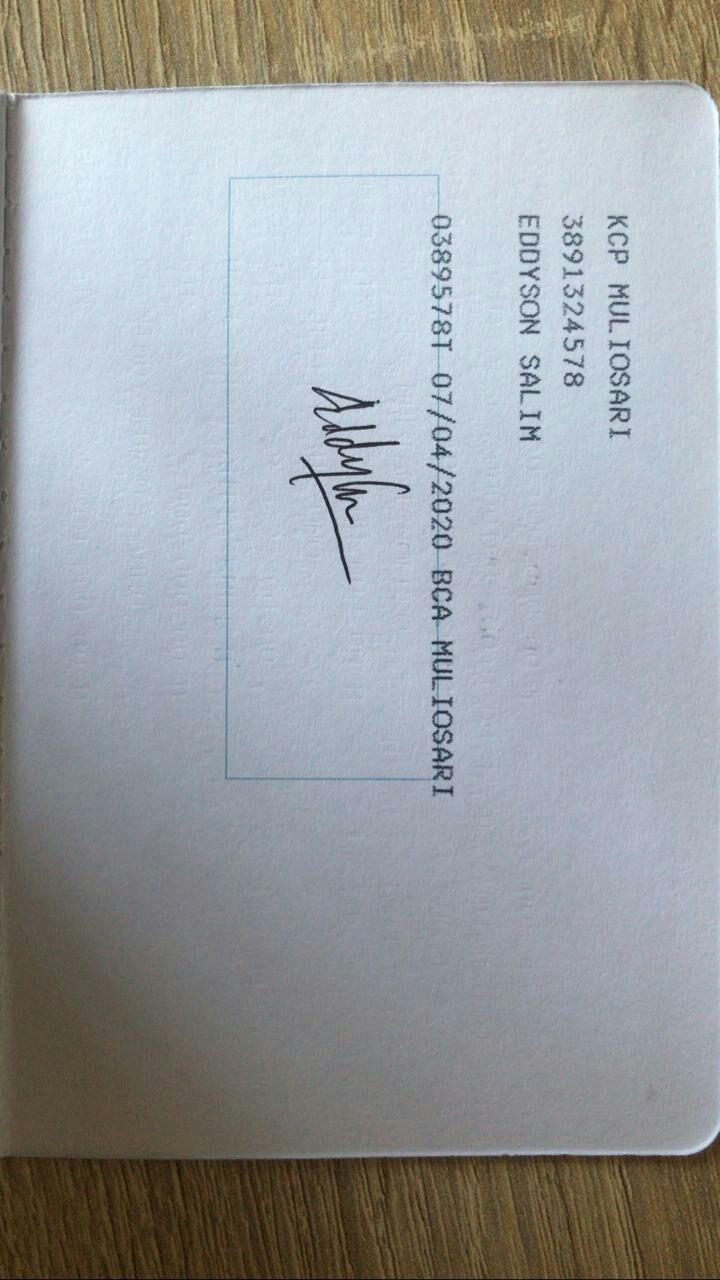 KCP MULIOSARI
3891324578
EDDYSON SALIM
0389578T 07/04/2020 BCA MULIOSARI